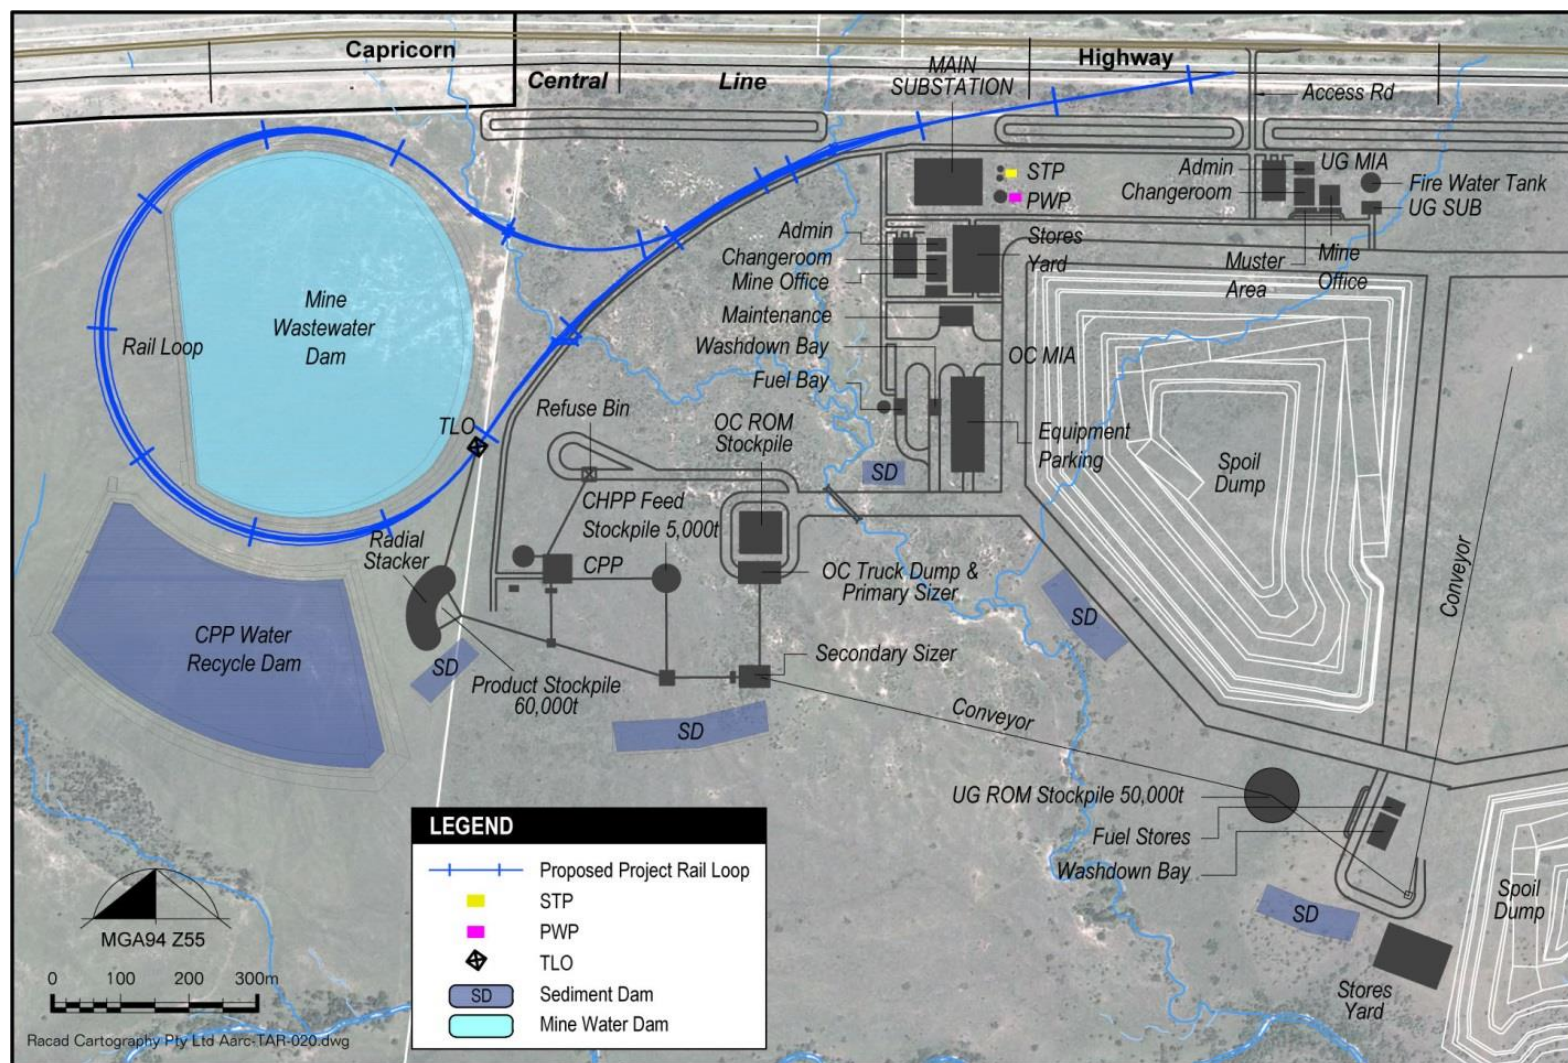 Capricorn
Highway
Central
Line
MAIN
SUBSTATION
Access Rd
STP
PWP
Admin
Changeroom
UG MIA
Fire Water Tank
UG SUB
Muster
Area
Mine
Office
Admin
Changeroom
Mine Office
Stores
Yard
Maintenance
Washdown Bay
Fuel Bay
OC MIA
Equipment
Parking
Mine
Wastewater
Dam
Rail Loop
TLO
Refuse Bin
OC ROM
Stockpile
SD
Spoil
Dump
Conveyor
CHPP Feed
Stockpile 5,000t
Radial
Stacker
CPP
OC Truck Dump &
Primary Sizer
SD
CPP Water
Recycle Dam
SD
Secondary Sizer
Product Stockpile
60,000t
SD
Conveyor
UG ROM Stockpile 50,000t
Fuel Stores
Washdown Bay
SD
Spoil
Dump
Stores
Yard
LEGEND
Proposed Project Rail Loop
STP
PWP
TLO
SD Sediment Dam
Mine Water Dam
MGA94 Z55
0 100 200 300m
Racad Cartography Pty Ltd Aarc-TAR-020.dwg